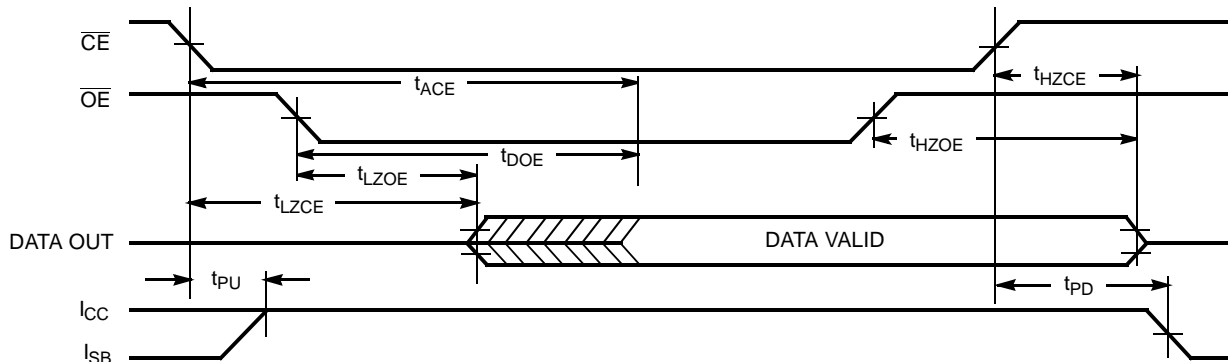 CE
tACE
tHZCE
OE
tDOE
tHZOE
tLZOE
tLZCE
DATA OUT
DATA VALID
tPU
tPD
ICC
ISB